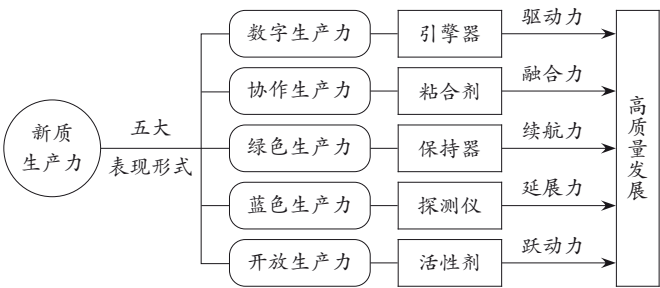 新质
生产力
五大
表现形式
数字生产力
引擎器
驱动力
协作生产力
粘合剂
融合力
绿色生产力
保持器
续航力
蓝色生产力
探测仪
延展力
开放生产力
活性剂
跃动力
高质量发展